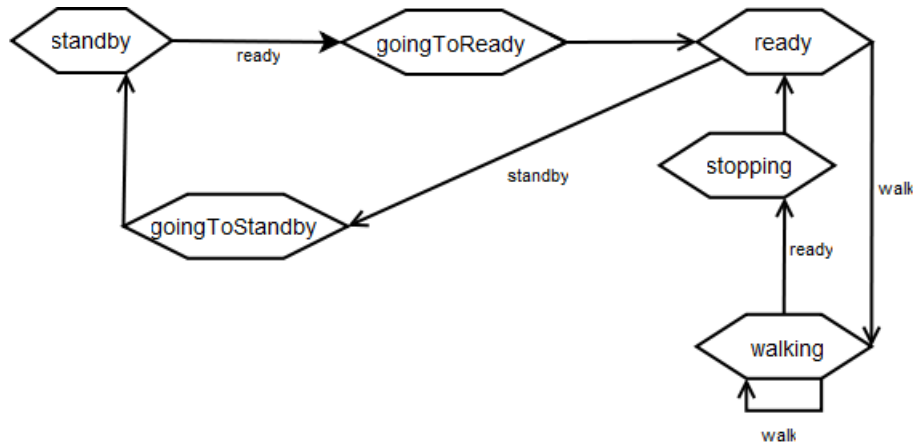 standby
ready
goingToReady
ready
stopping
standby
walk
goingToStandby
ready
walking
walk